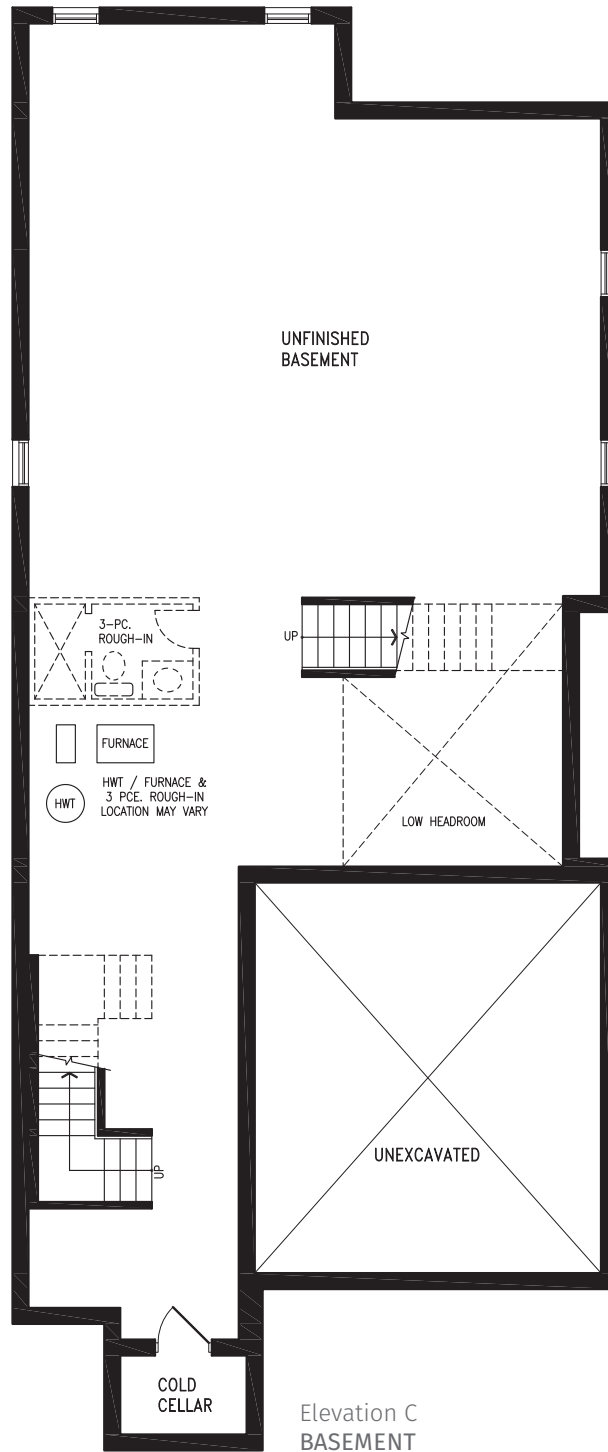 UNFINISHED
BASEMENT
3-PC.
ROUGH-IN
UP
FURNACE
HWT
HWT / FURNACE &
3 PCE. ROUGH-IN
LOCATION MAY VARY
LOW HEADROOM
UP
UNEXCAVATED
COLD
CELLAR
Elevation C
BASEMENT